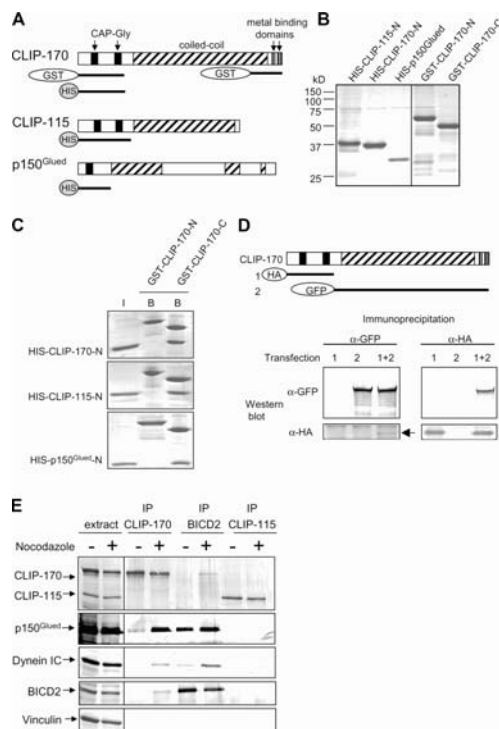 A
CAP-Gly
coiled-coil
metal binding
domains
CLIP-170
GST
GST
HIS
CLIP-115
HIS
p150Glued
HIS
B
HIS-CLIP-115-N
HIS-CLIP-170-N
HIS-p150Glued
GST-CLIP-170-N
GST-CLIP-170-C
kD
150
100
75
50
37
25
C
GST-CLIP-170-N
GST-CLIP-170-C
I B B
HIS-CLIP-170-N
HIS-CLIP-115-N
HIS-p150Glued-N
D
CLIP-170
1 HA
2 GFP
Immunoprecipitation
α-GFP α-HA
Transfection 1 2 1+2 1 2 1+2
α-GFP
Western
blot
α-HA
E
IP IP IP
extract CLIP-170 BICD2 CLIP-115
Nocodazole - + - + - + - +
CLIP-170
CLIP-115
p150Glued
Dynein IC
BICD2
Vinculin